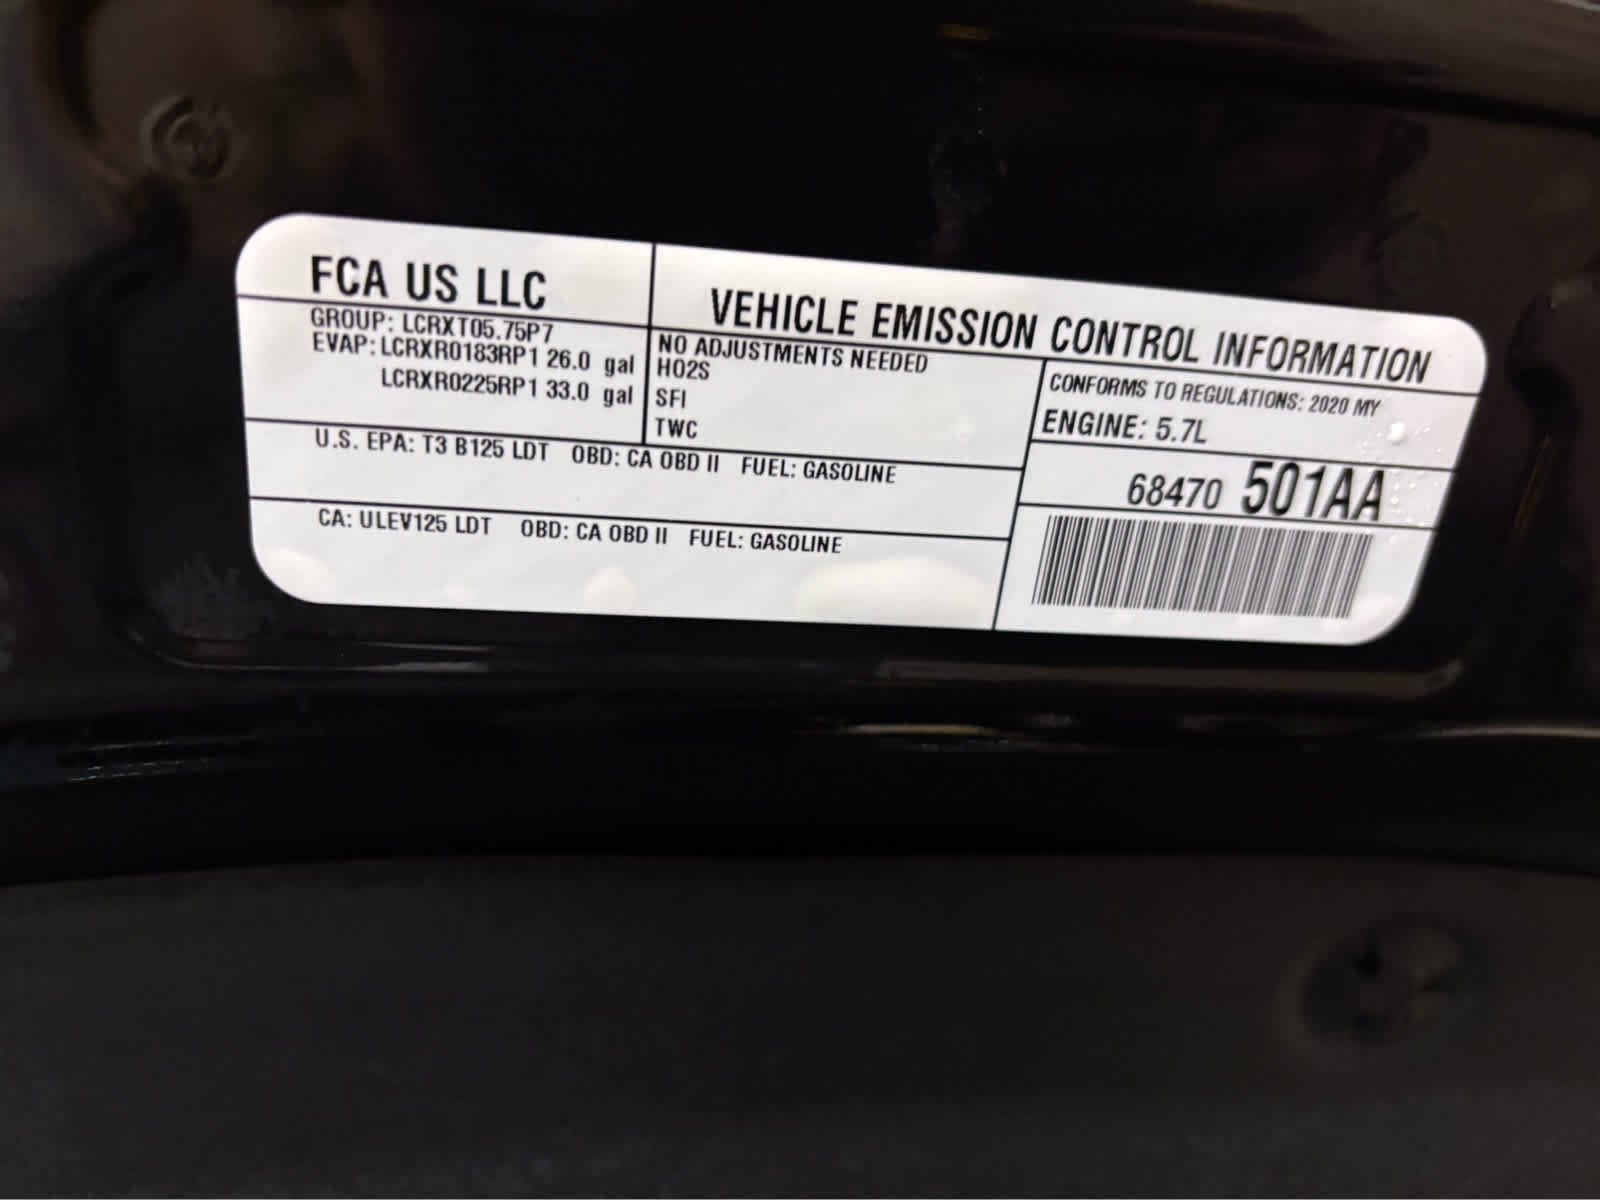 FCA US LLC
VEHICLE EMISSION CONTROL INFORMATION
GROUP: LCRXT05.75P7
EVAP: LCRXR0183RP1 26.0 gal
LCRXR0225RP1 33.0 gal
NO ADJUSTMENTS NEEDED
HO2S
SFI
TWC
CONFORMS TO REGULATIONS: 2020 MY
ENGINE: 5.7L
U.S. EPA: T3 B125 LDT OBD: CA OBD II FUEL: GASOLINE
68470 501AA
CA: ULEV125 LDT OBD: CA OBD II FUEL: GASOLINE